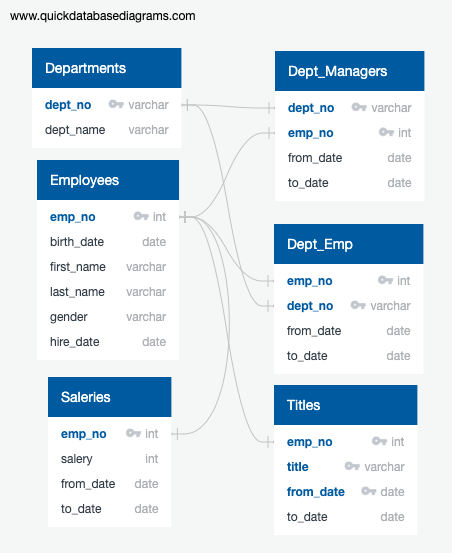 www.quickdatabasediagrams.com
Departments
dept_no varchar
dept_name varchar
Employees
emp_no int
birth_date date
first_name varchar
last_name varchar
gender varchar
hire_date date
Saleries
emp_no int
salery int
from_date date
to_date date
Dept_Managers
dept_no varchar
emp_no int
from_date date
to_date date
Dept_Emp
emp_no int
dept_no varchar
from_date date
to_date date
Titles
emp_no int
title varchar
from_date date
to_date date